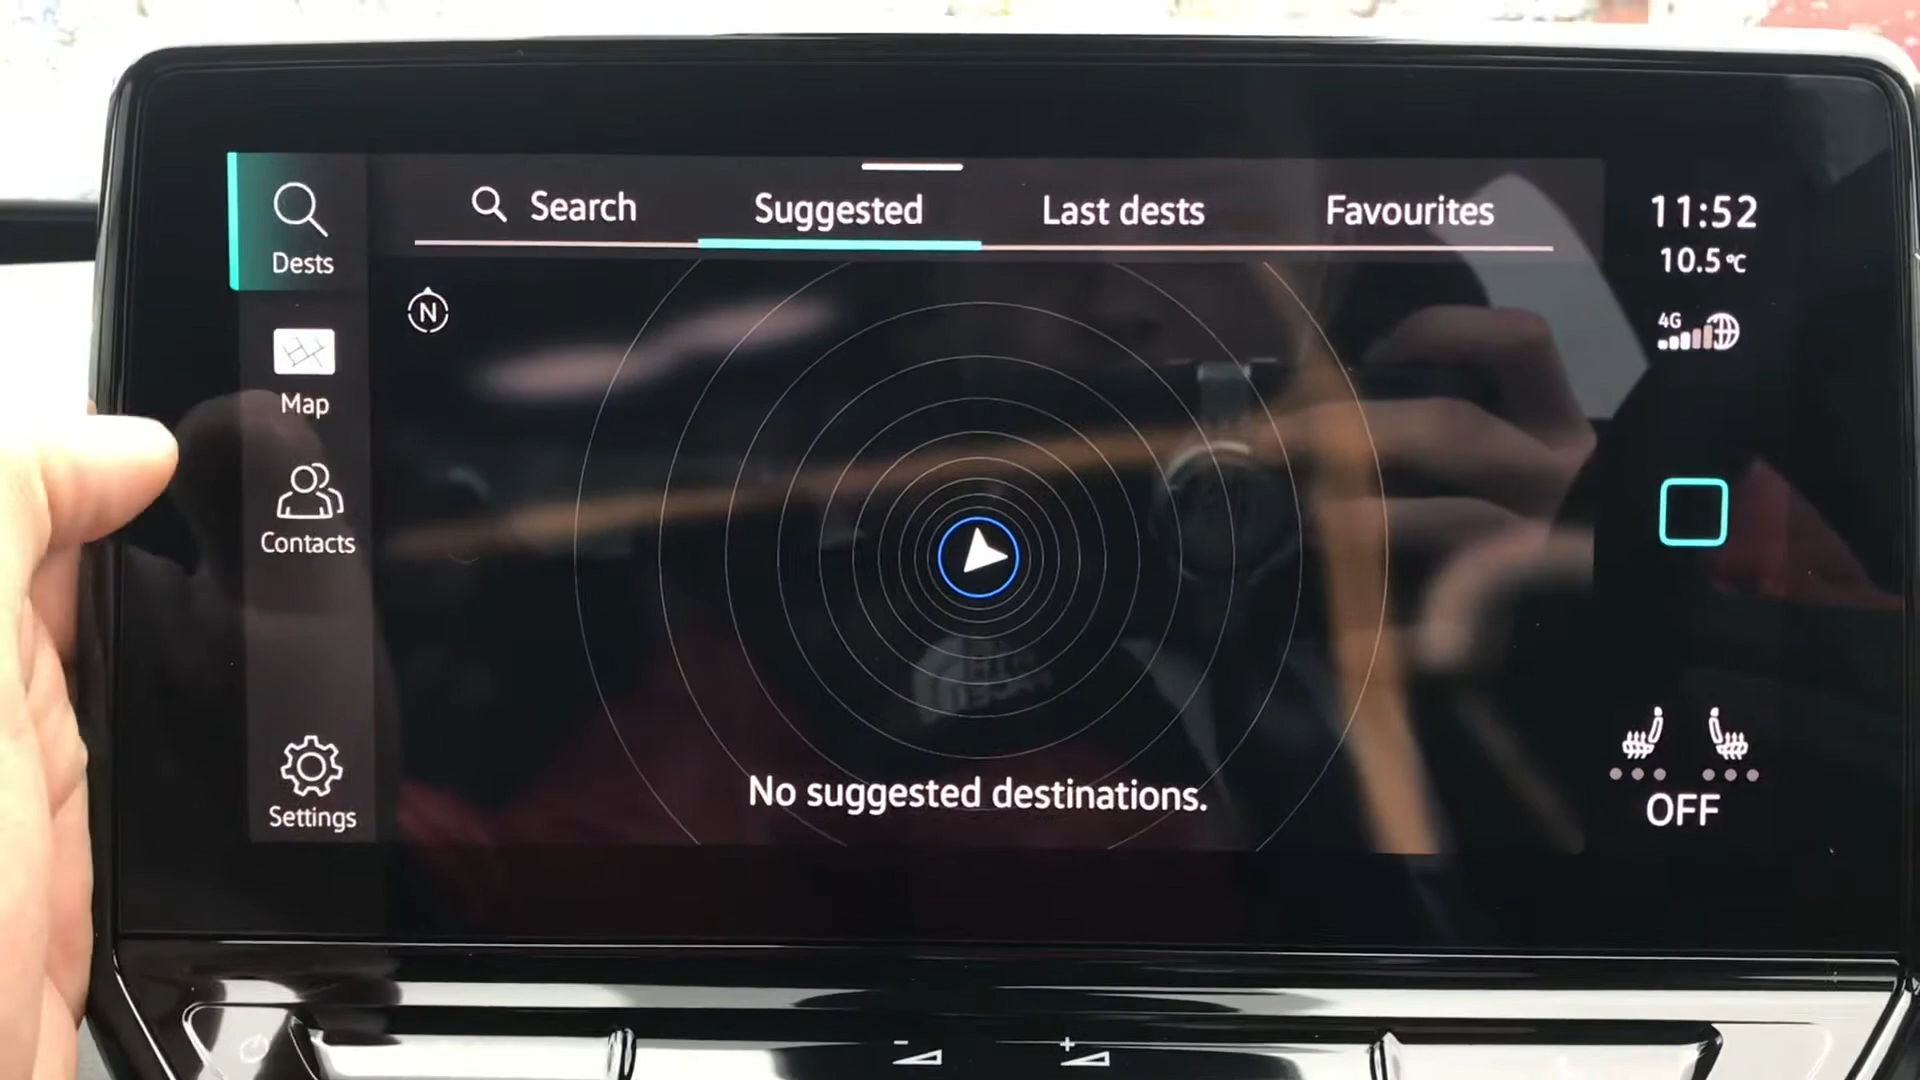 Search
Suggested
Last dests
Favourites
11:52
10.5°C
4G
Dests
N
Map
Contacts
Settings
No suggested destinations.
OFF
- +